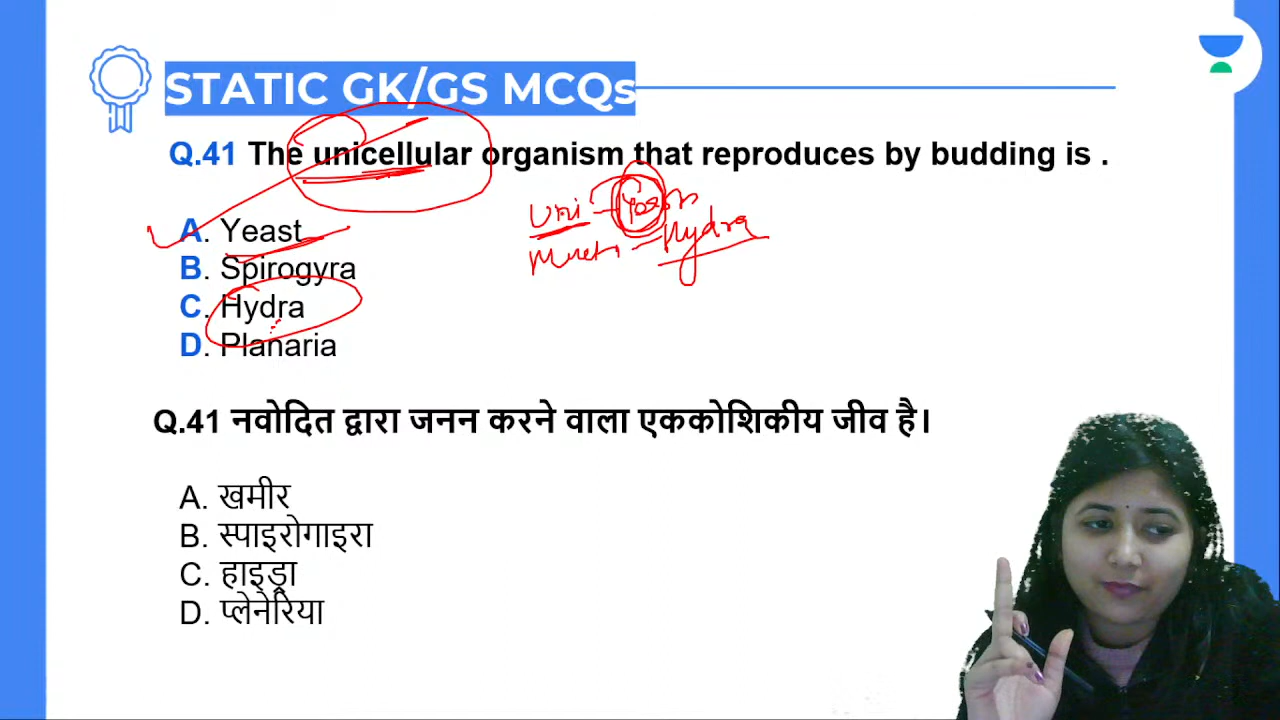 STATIC GK/GS MCQs
Q.41 The unicellular organism that reproduces by budding is .
Uni - Yeast
Multi - Hydra
A. Yeast
B. Spirogyra
C. Hydra
D. Planaria
Q.41 नवोदित द्वारा जनन करने वाला एककोशिकीय जीव है।
A. खमीर
B. स्पाइरोगाइरा
C. हाइड्रा
D. प्लेनेरिया